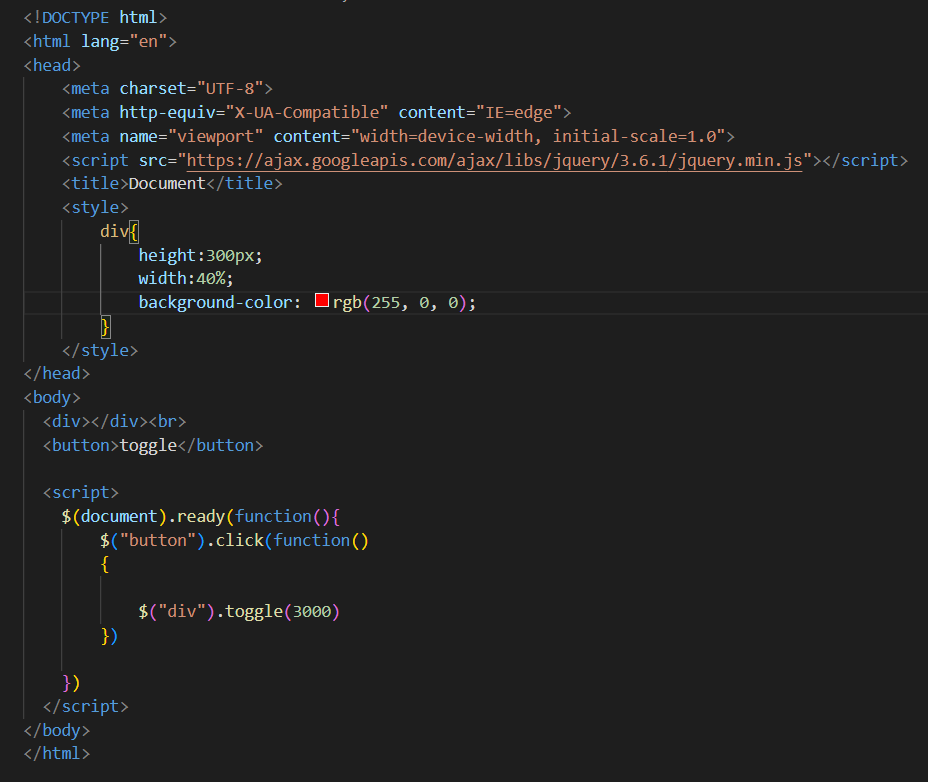 <!DOCTYPE html>
<html lang="en">
<head>
    <meta charset="UTF-8">
    <meta http-equiv="X-UA-Compatible" content="IE=edge">
    <meta name="viewport" content="width=device-width, initial-scale=1.0">
    <script src="https://ajax.googleapis.com/ajax/libs/jquery/3.6.1/jquery.min.js"></script>
    <title>Document</title>
    <style>
        div{
            height:300px;
            width:40%;
            background-color: rgb(255, 0, 0);
        }
    </style>
</head>
<body>
  <div></div><br>
  <button>toggle</button>

  <script>
    $(document).ready(function(){
        $("button").click(function()
        {

            $("div").toggle(3000)
        })

    })
  </script>
</body>
</html>